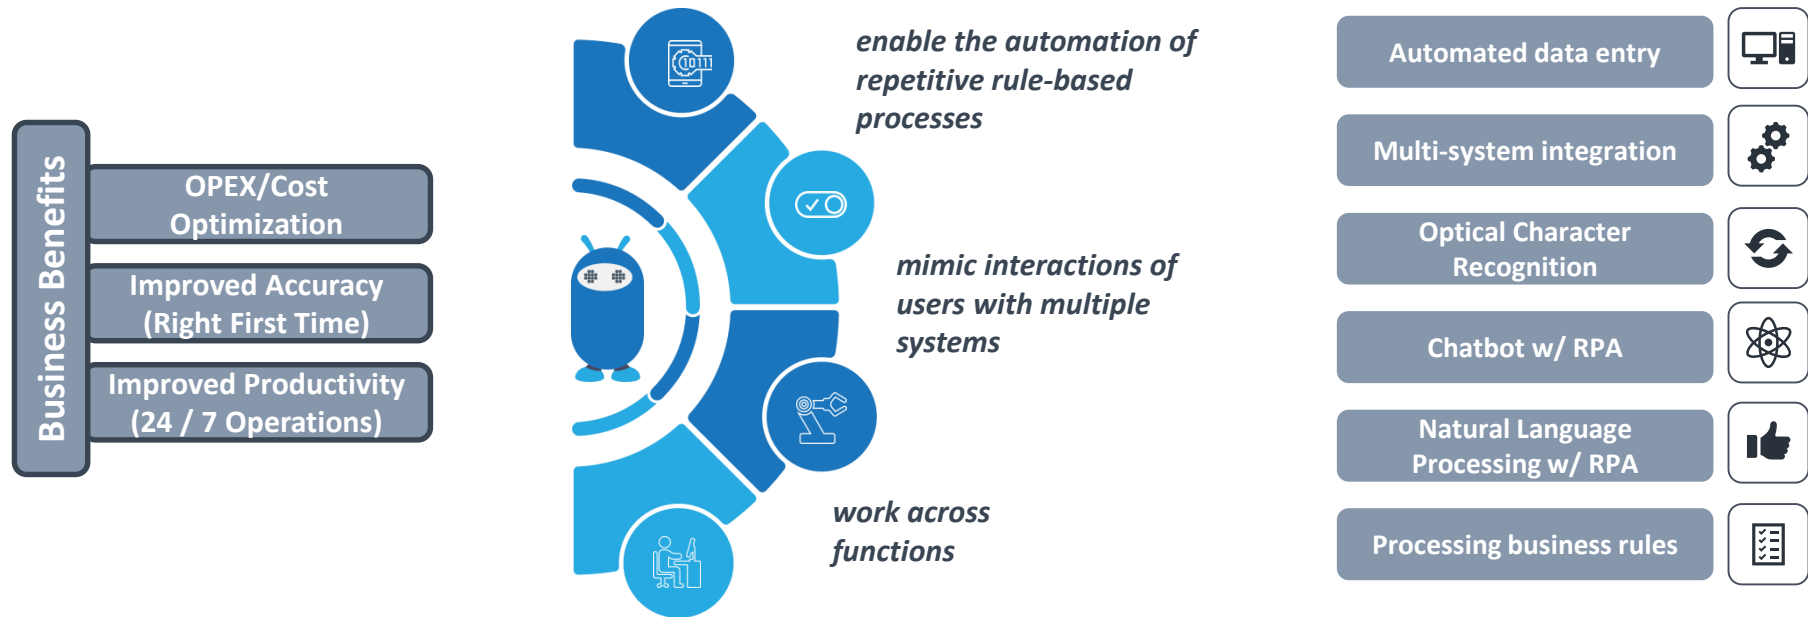 Business Benefits
OPEX/Cost
Optimization
Improved Accuracy
(Right First Time)
Improved Productivity
(24 / 7 Operations)
10111
enable the automation of
repetitive rule-based
processes
mimic interactions of
users with multiple
systems
work across
functions
Automated data entry
Multi-system integration
Optical Character
Recognition
Chatbot w/ RPA
Natural Language
Processing w/ RPA
Processing business rules